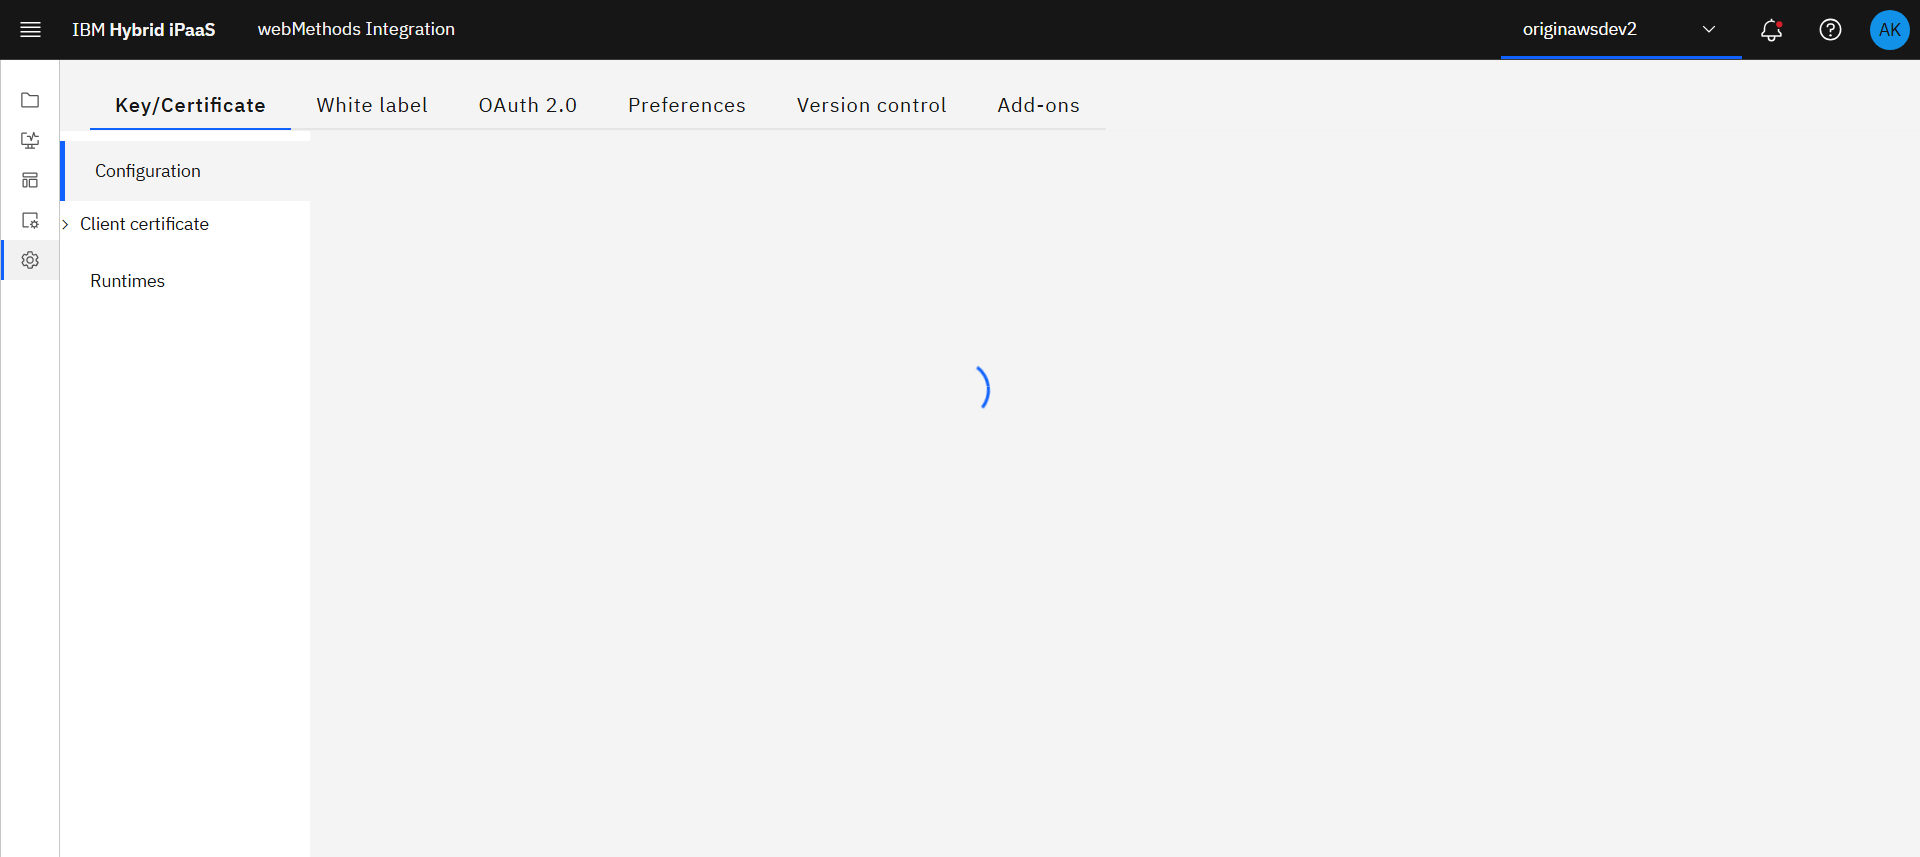 IBM Hybrid iPaaS webMethods Integration originawsdev2 AK
Key/Certificate White label OAuth 2.0 Preferences Version control Add-ons
Configuration
Client certificate
Runtimes